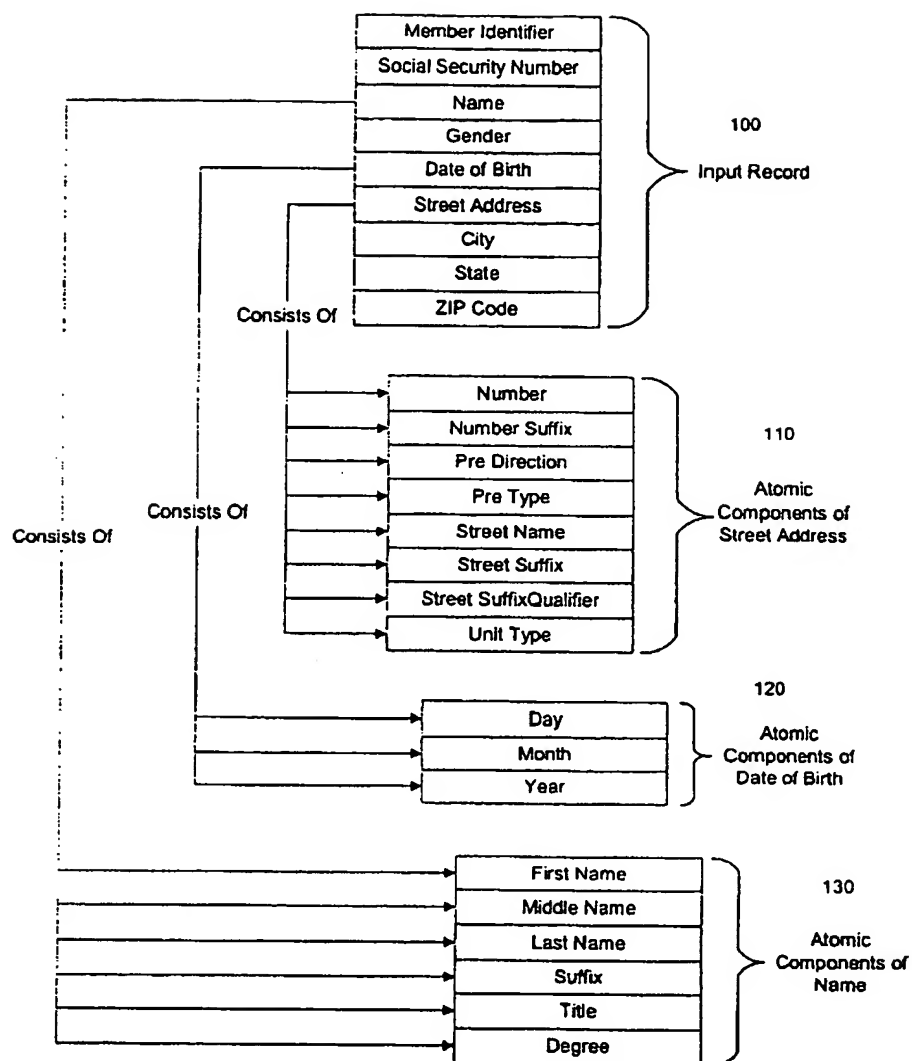 Member Identifier
Social Security Number
Name
Gender
Date of Birth
Street Address
City
State
ZIP Code
100
Input Record
Consists Of
Number
Number Suffix
Pre Direction
Pre Type
Street Name
Street Suffix
Street SuffixQualifier
Unit Type
110
Atomic
Components of
Street Address
Consists Of
Consists Of
Day
Month
Year
120
Atomic
Components of
Date of Birth
First Name
Middle Name
Last Name
Suffix
Title
Degree
130
Atomic
Components of
Name